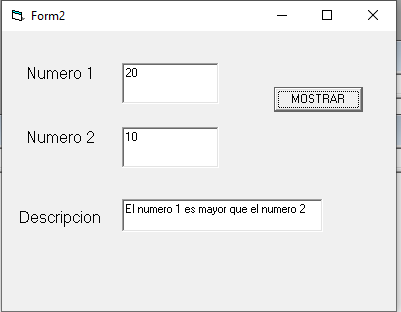 Form2
Numero 1
20
MOSTRAR
Numero 2
10
Descripcion
El numero 1 es mayor que el numero 2